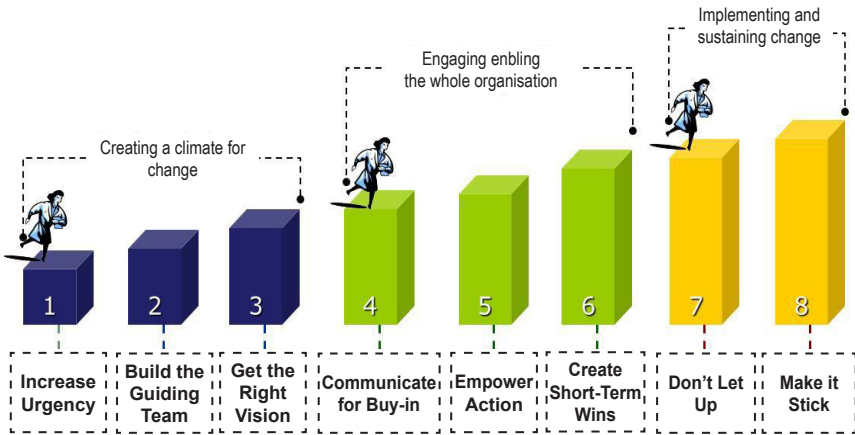 Creating a climate for
change
Engaging enbling
the whole organisation
Implementing and
sustaining change
1
2
3
4
5
6
7
8
Increase
Urgency
Build the
Guiding
Team
Get the
Right
Vision
Communicate
for Buy-in
Empower
Action
Create
Short-Term
Wins
Don't Let
Up
Make it
Stick